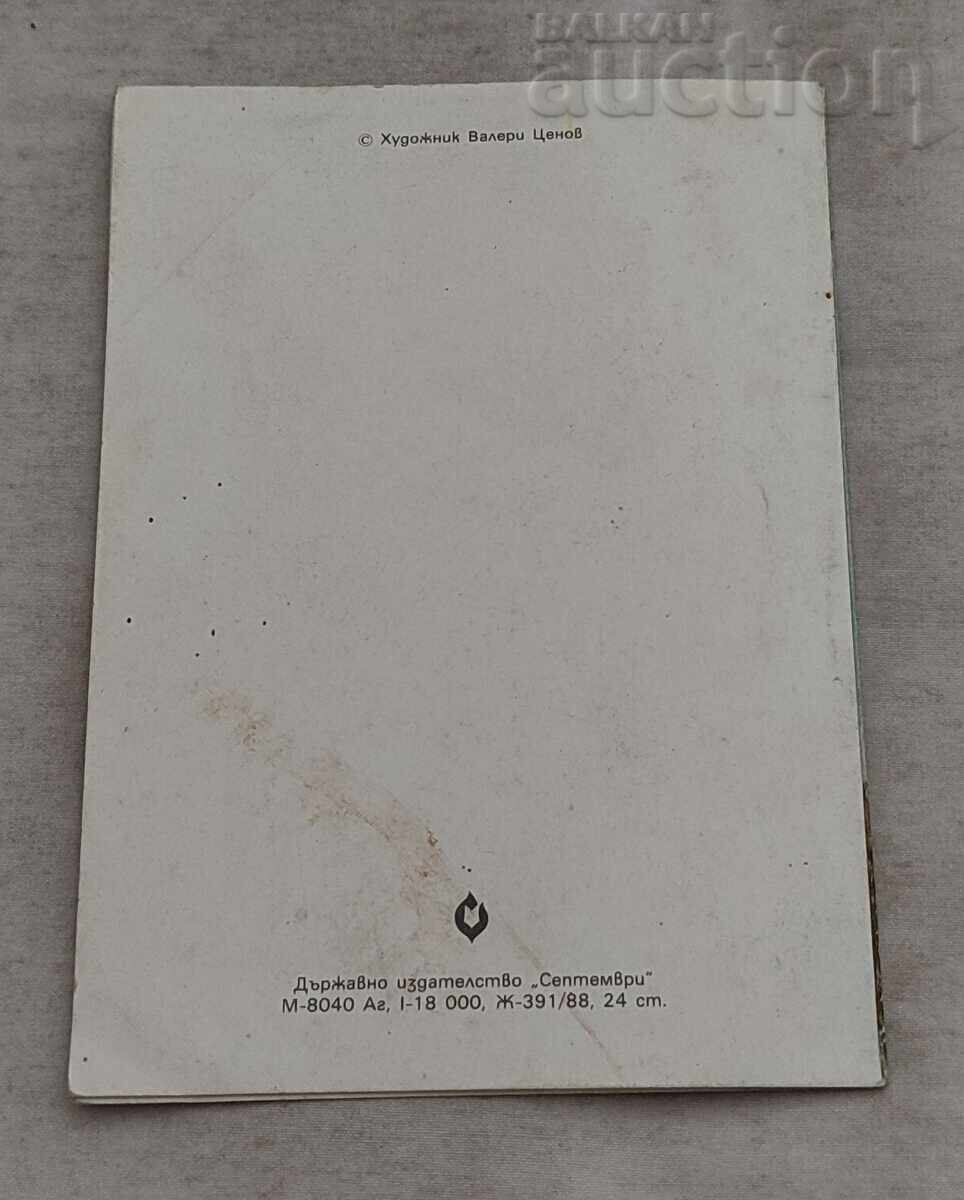 BALKAN
auction
© Художник Валери Ценов
Държавно издателство „Септември"
М-8040 Аг, I-18 000, Ж-391/88, 24 ст.